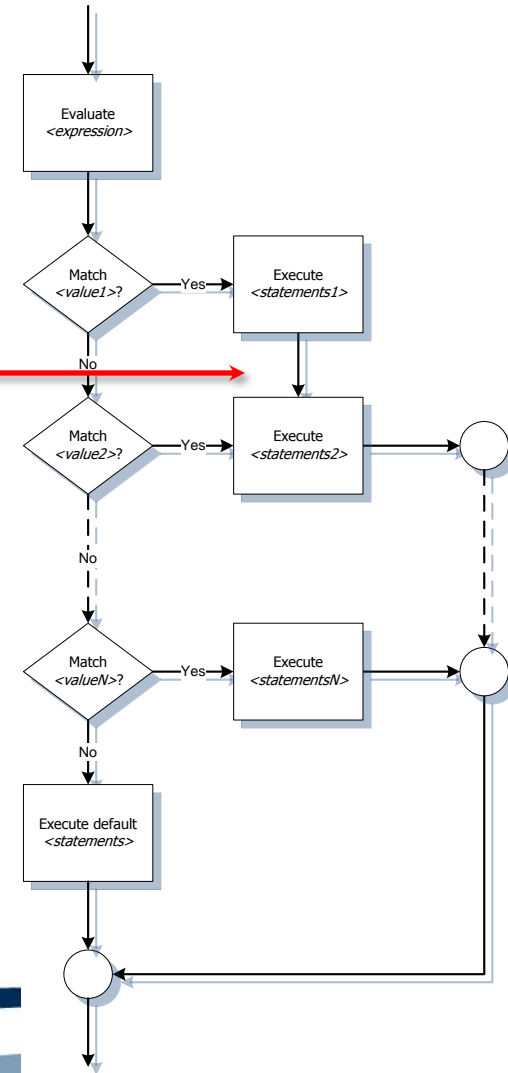 Evaluate
<expression>
Match
<value1>?
Yes
Execute
<statements1>
No
Match
<value2>?
Yes
Execute
<statements2>
No
Match
<valueN>?
Yes
Execute
<statementsN>
No
Execute default
<statements>